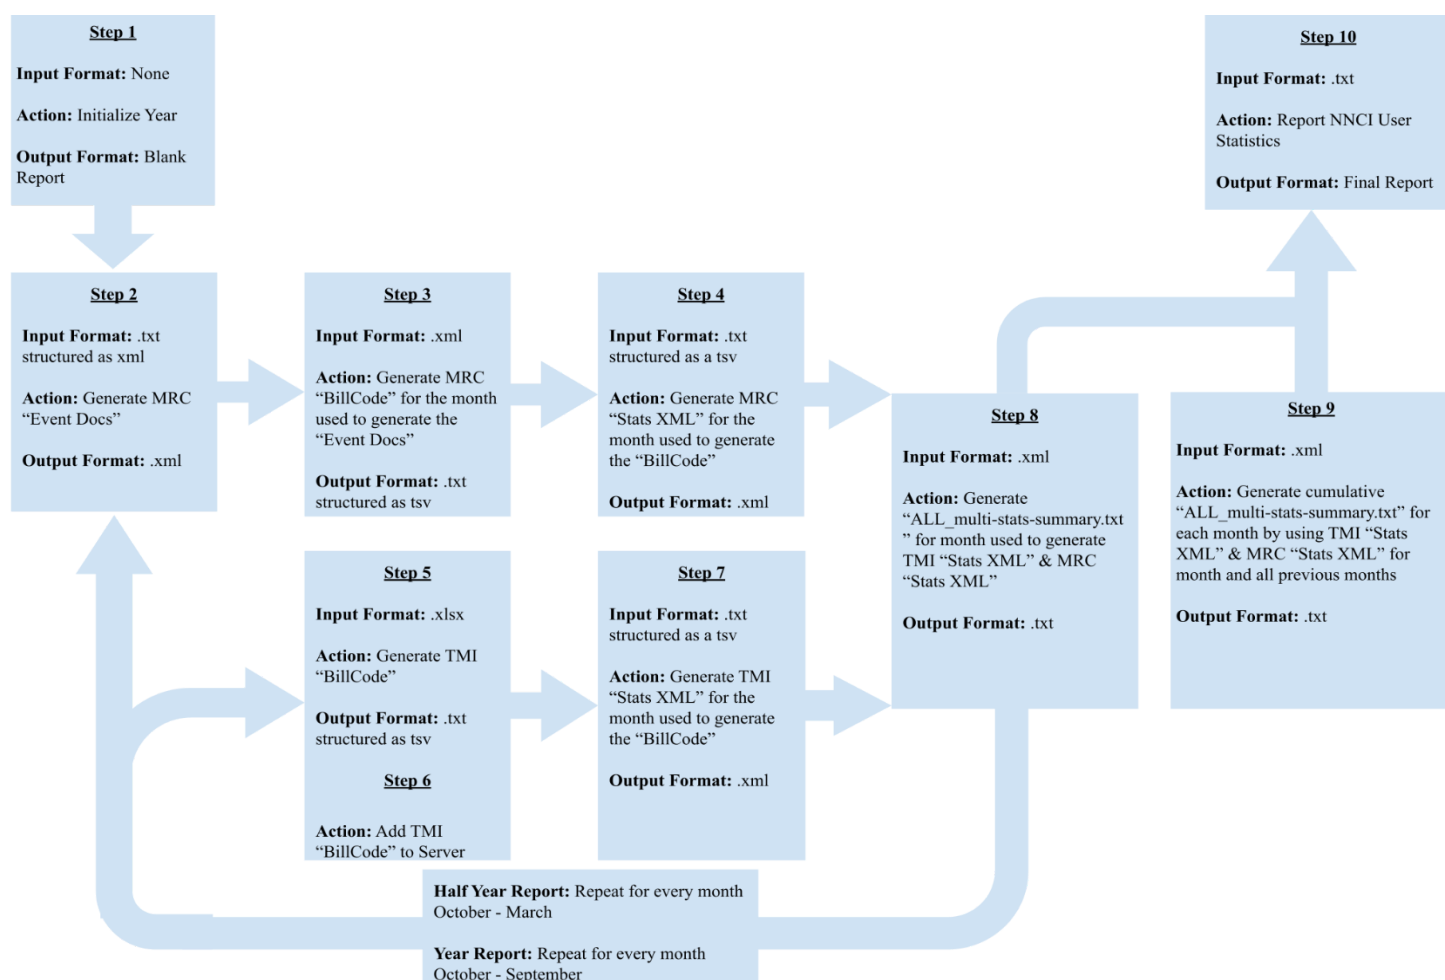 Step 1
Input Format: None
Action: Initialize Year
Output Format: Blank
Report
Step 10
Input Format: .txt
Action: Report NNCI User
Statistics
Output Format: Final Report
Step 2
Input Format: .txt
structured as xml
Action: Generate MRC
“Event Docs”
Output Format: .xml
Step 3
Input Format: .xml
Action: Generate MRC
“BillCode” for the month
used to generate the
“Event Docs”
Output Format: .txt
structured as tsv
Step 4
Input Format: .txt
structured as a tsv
Action: Generate MRC
“Stats XML” for the
month used to generate
the “BillCode”
Output Format: .xml
Step 5
Input Format: .xlsx
Action: Generate TMI
“BillCode”
Output Format: .txt
structured as tsv
Step 6
Action: Add TMI
“BillCode” to Server
Step 7
Input Format: .txt
structured as a tsv
Action: Generate TMI
“Stats XML” for the
month used to generate
the “BillCode”
Output Format: .xml
Step 8
Input Format: .xml
Action: Generate
“ALL_multi-stats-summary.txt
” for month used to generate
TMI “Stats XML” & MRC
“Stats XML”
Output Format: .txt
Step 9
Input Format: .xml
Action: Generate cumulative
“ALL_multi-stats-summary.txt” for
each month by using TMI “Stats
XML” & MRC “Stats XML” for
month and all previous months
Output Format: .txt
Half Year Report: Repeat for every month
October - March
Year Report: Repeat for every month
October - September